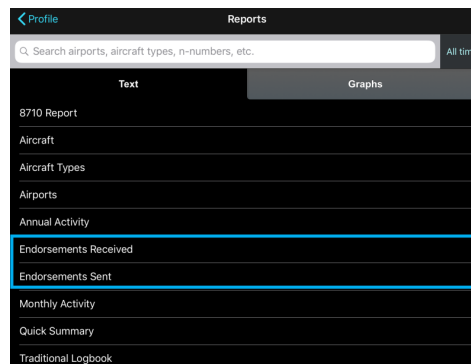 Profile
Reports
Search airports, aircraft types, n-numbers, etc.
All tim
Text
Graphs
8710 Report
Aircraft
Aircraft Types
Airports
Annual Activity
Endorsements Received
Endorsements Sent
Monthly Activity
Quick Summary
Traditional Logbook